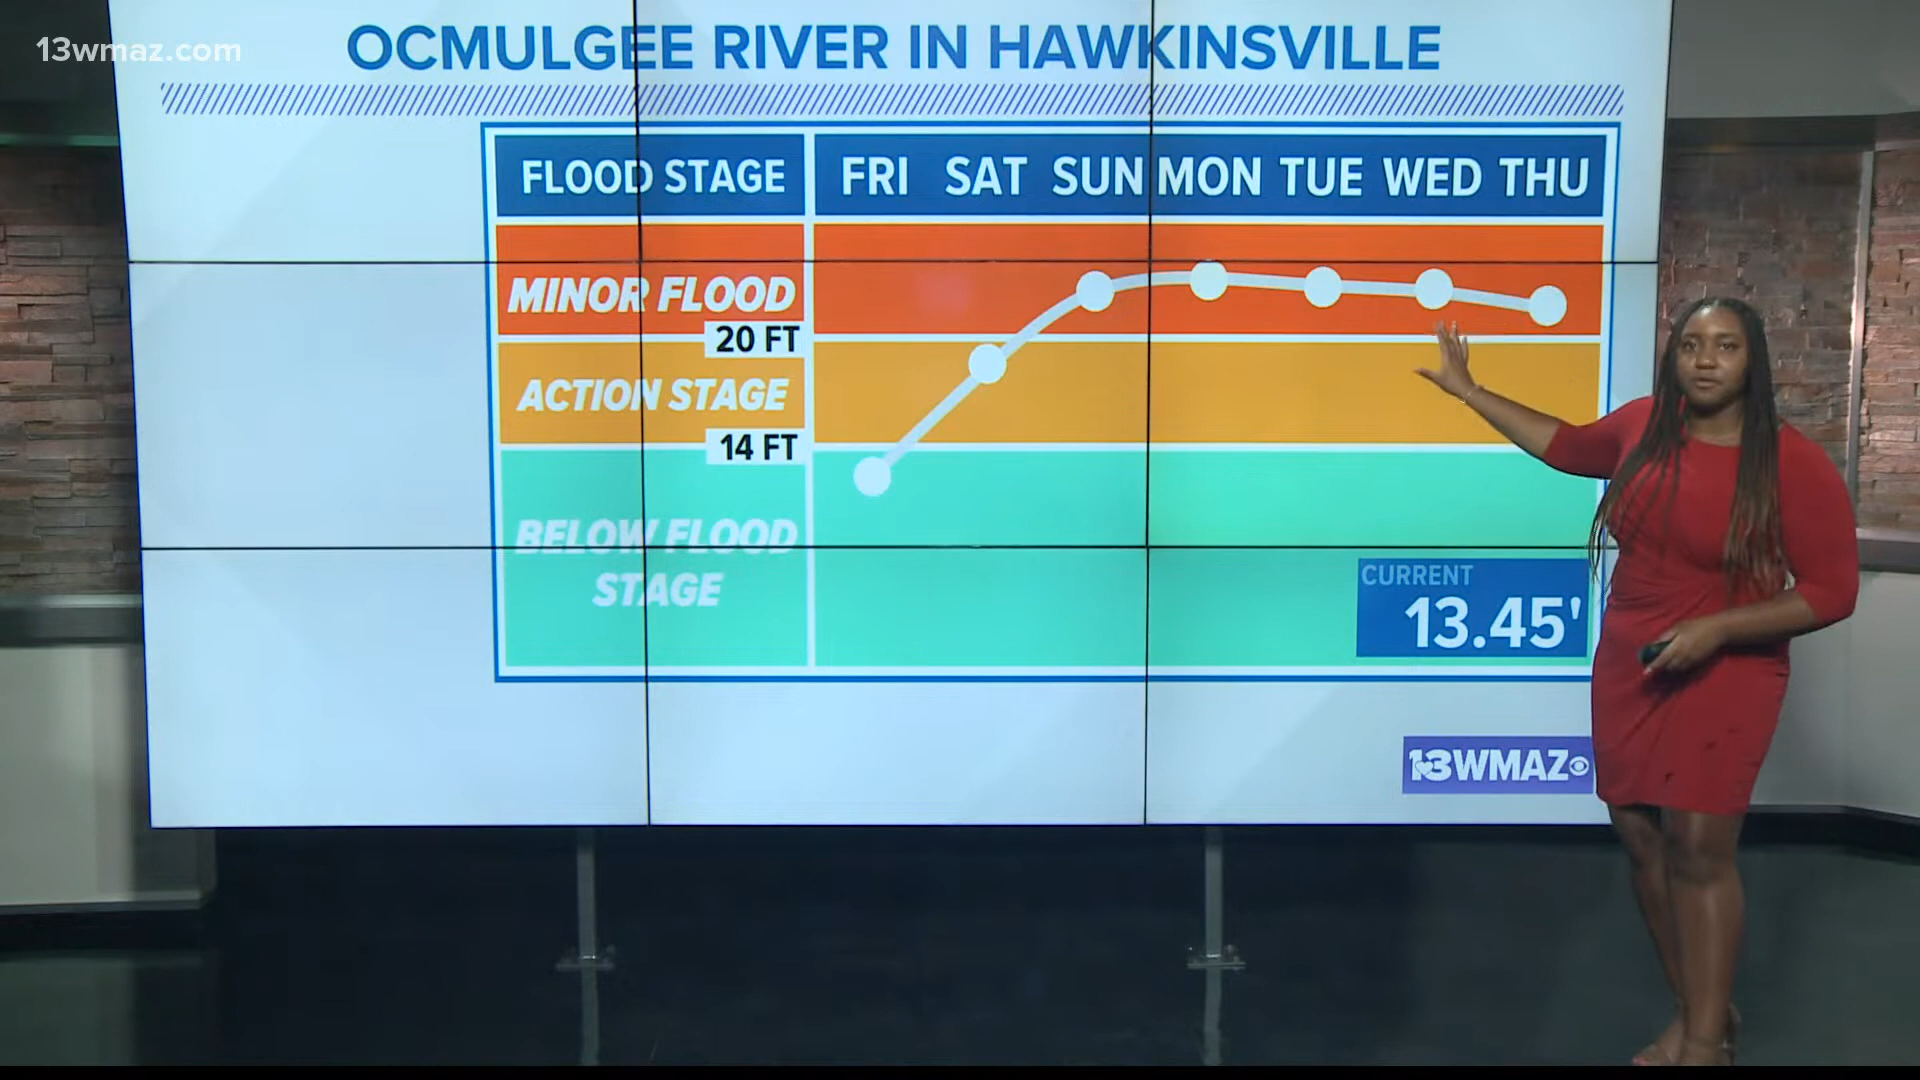 13wmaz.com
OCMULGEE RIVER IN HAWKINSVILLE
FLOOD STAGE FRI SAT SUN MON TUE WED THU
MINOR FLOOD
20 FT
ACTION STAGE
14 FT
BELOW FLOOD
STAGE
CURRENT
13.45'
13WMAZ